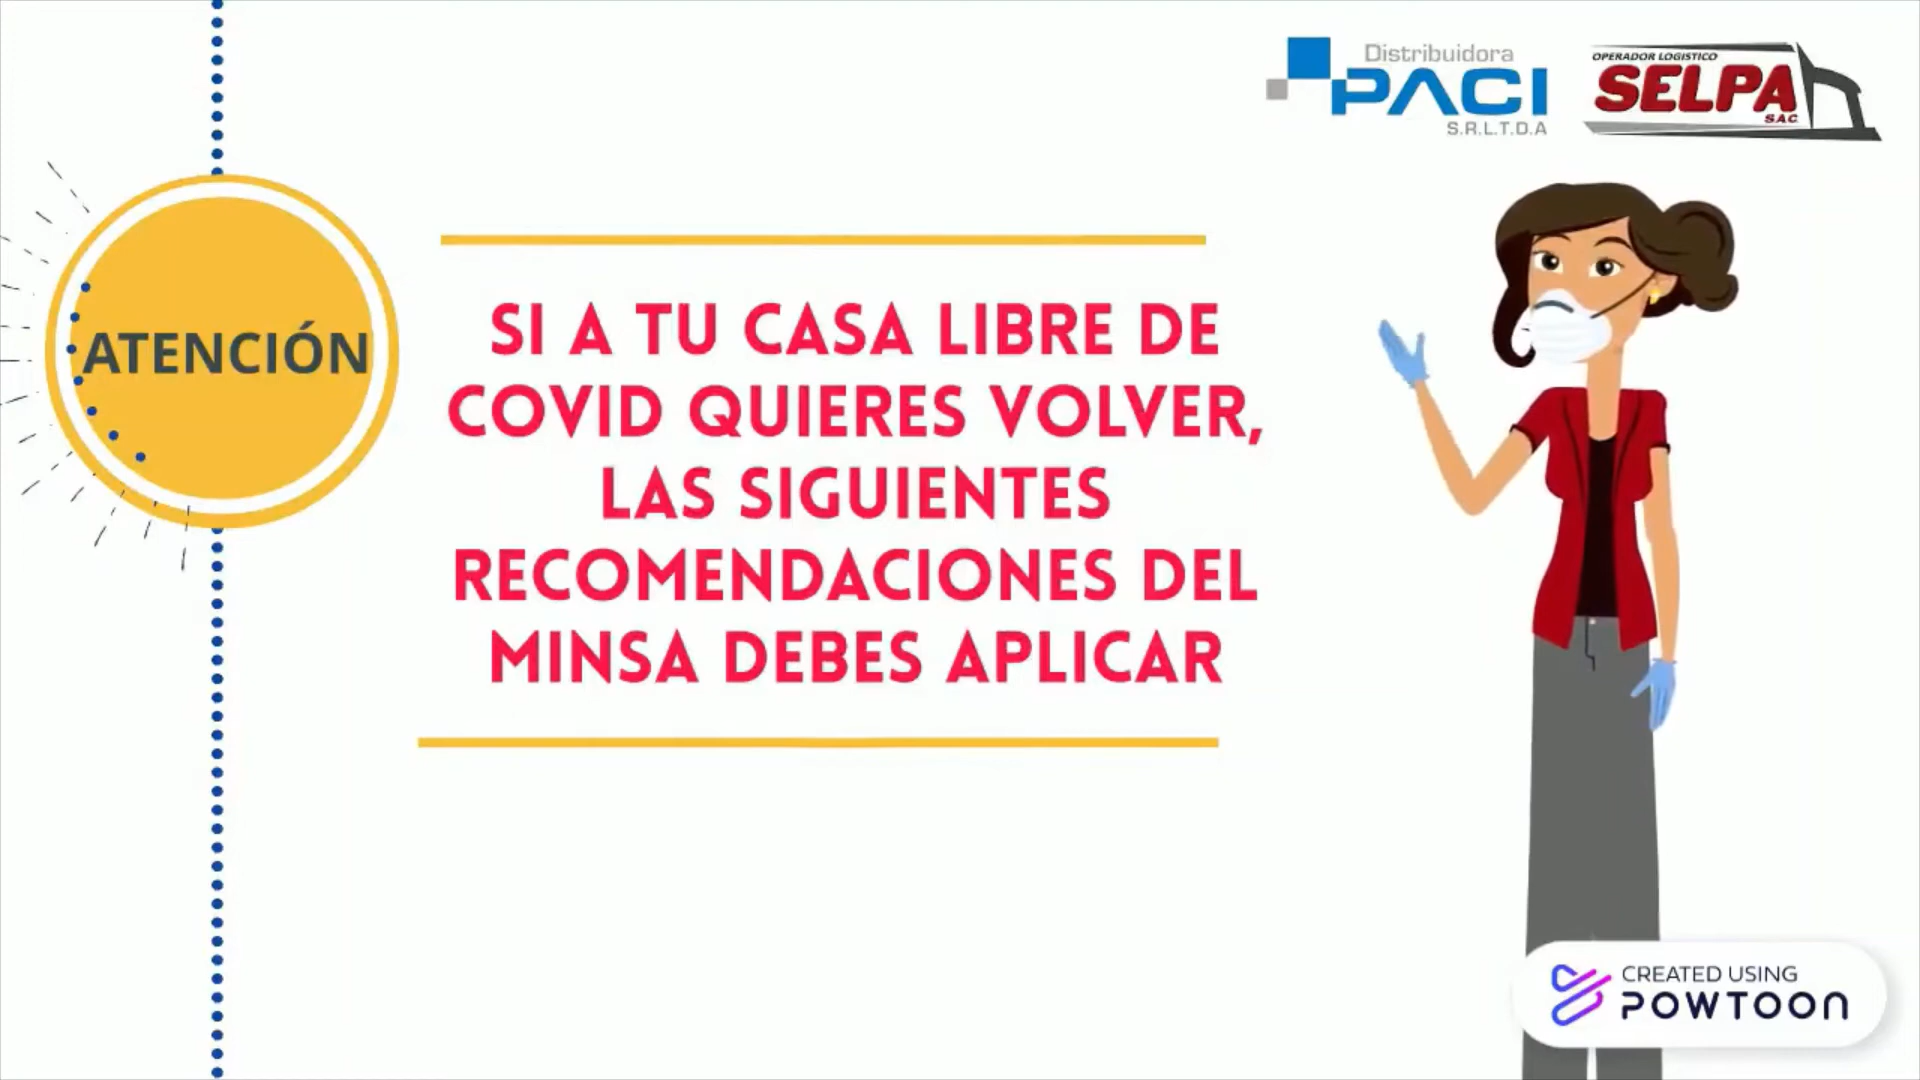 Distribuidora
PACI
S.R.L.T.D.A
OPERADOR LOGISTICO
SELPA
S.A.C.
ATENCIÓN
SI A TU CASA LIBRE DE
COVID QUIERES VOLVER,
LAS SIGUIENTES
RECOMENDACIONES DEL
MINSA DEBES APLICAR
CREATED USING
POWTOON